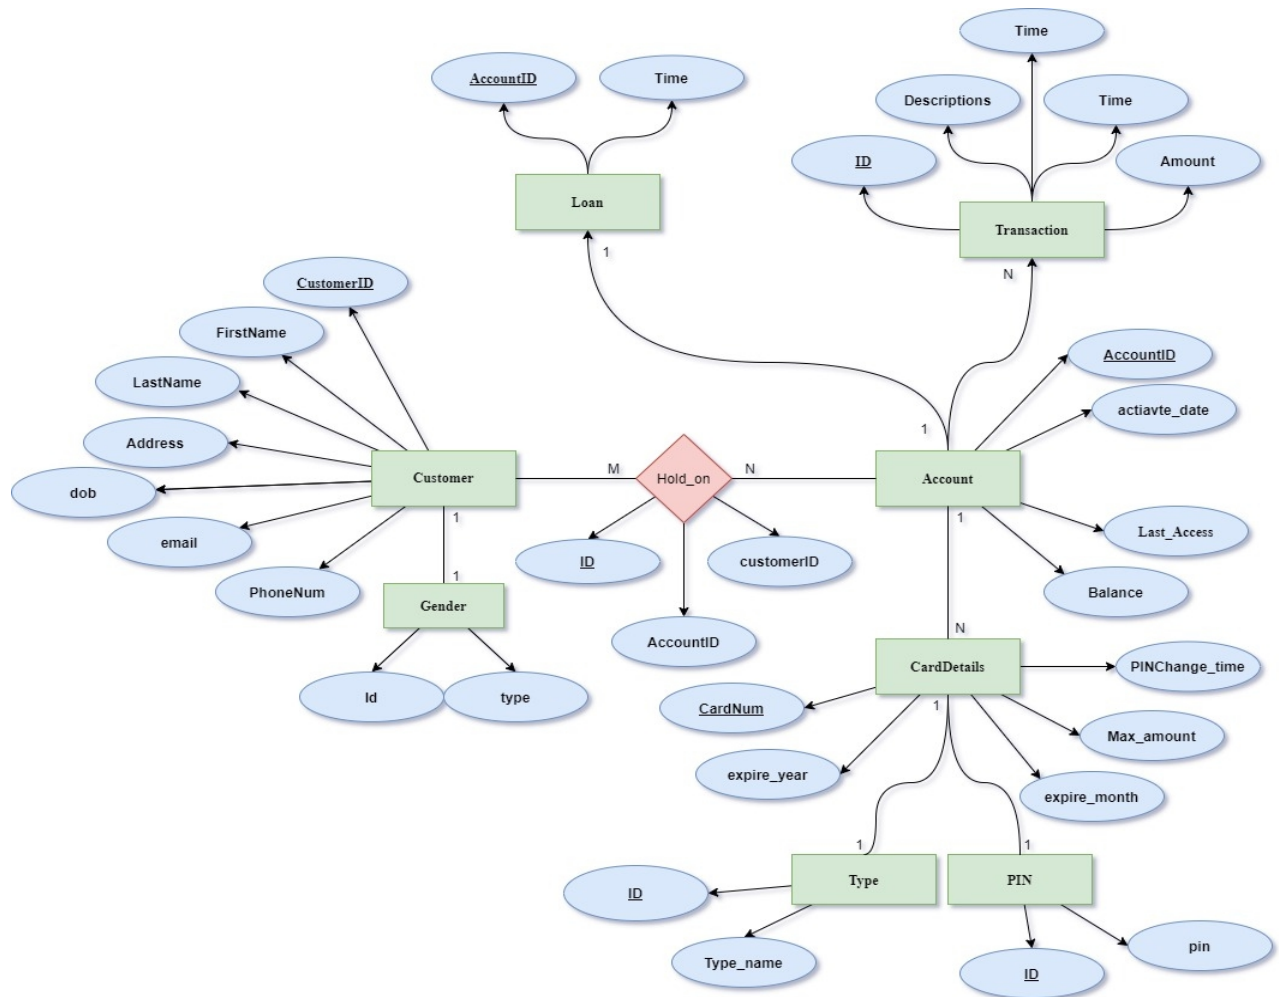 Time
AccountID
Time
Descriptions
Time
ID
Amount
Loan
Transaction
1
N
CustomerID
FirstName
AccountID
LastName
actiavte_date
Address
1
M
N
Customer
Hold_on
Account
dob
1
1
Last_Access
email
ID
customerID
PhoneNum
1
Balance
Gender
N
AccountID
CardDetails
PINChange_time
Id
type
CardNum
1
Max_amount
expire_year
expire_month
1
1
Type
PIN
ID
Type_name
pin
ID